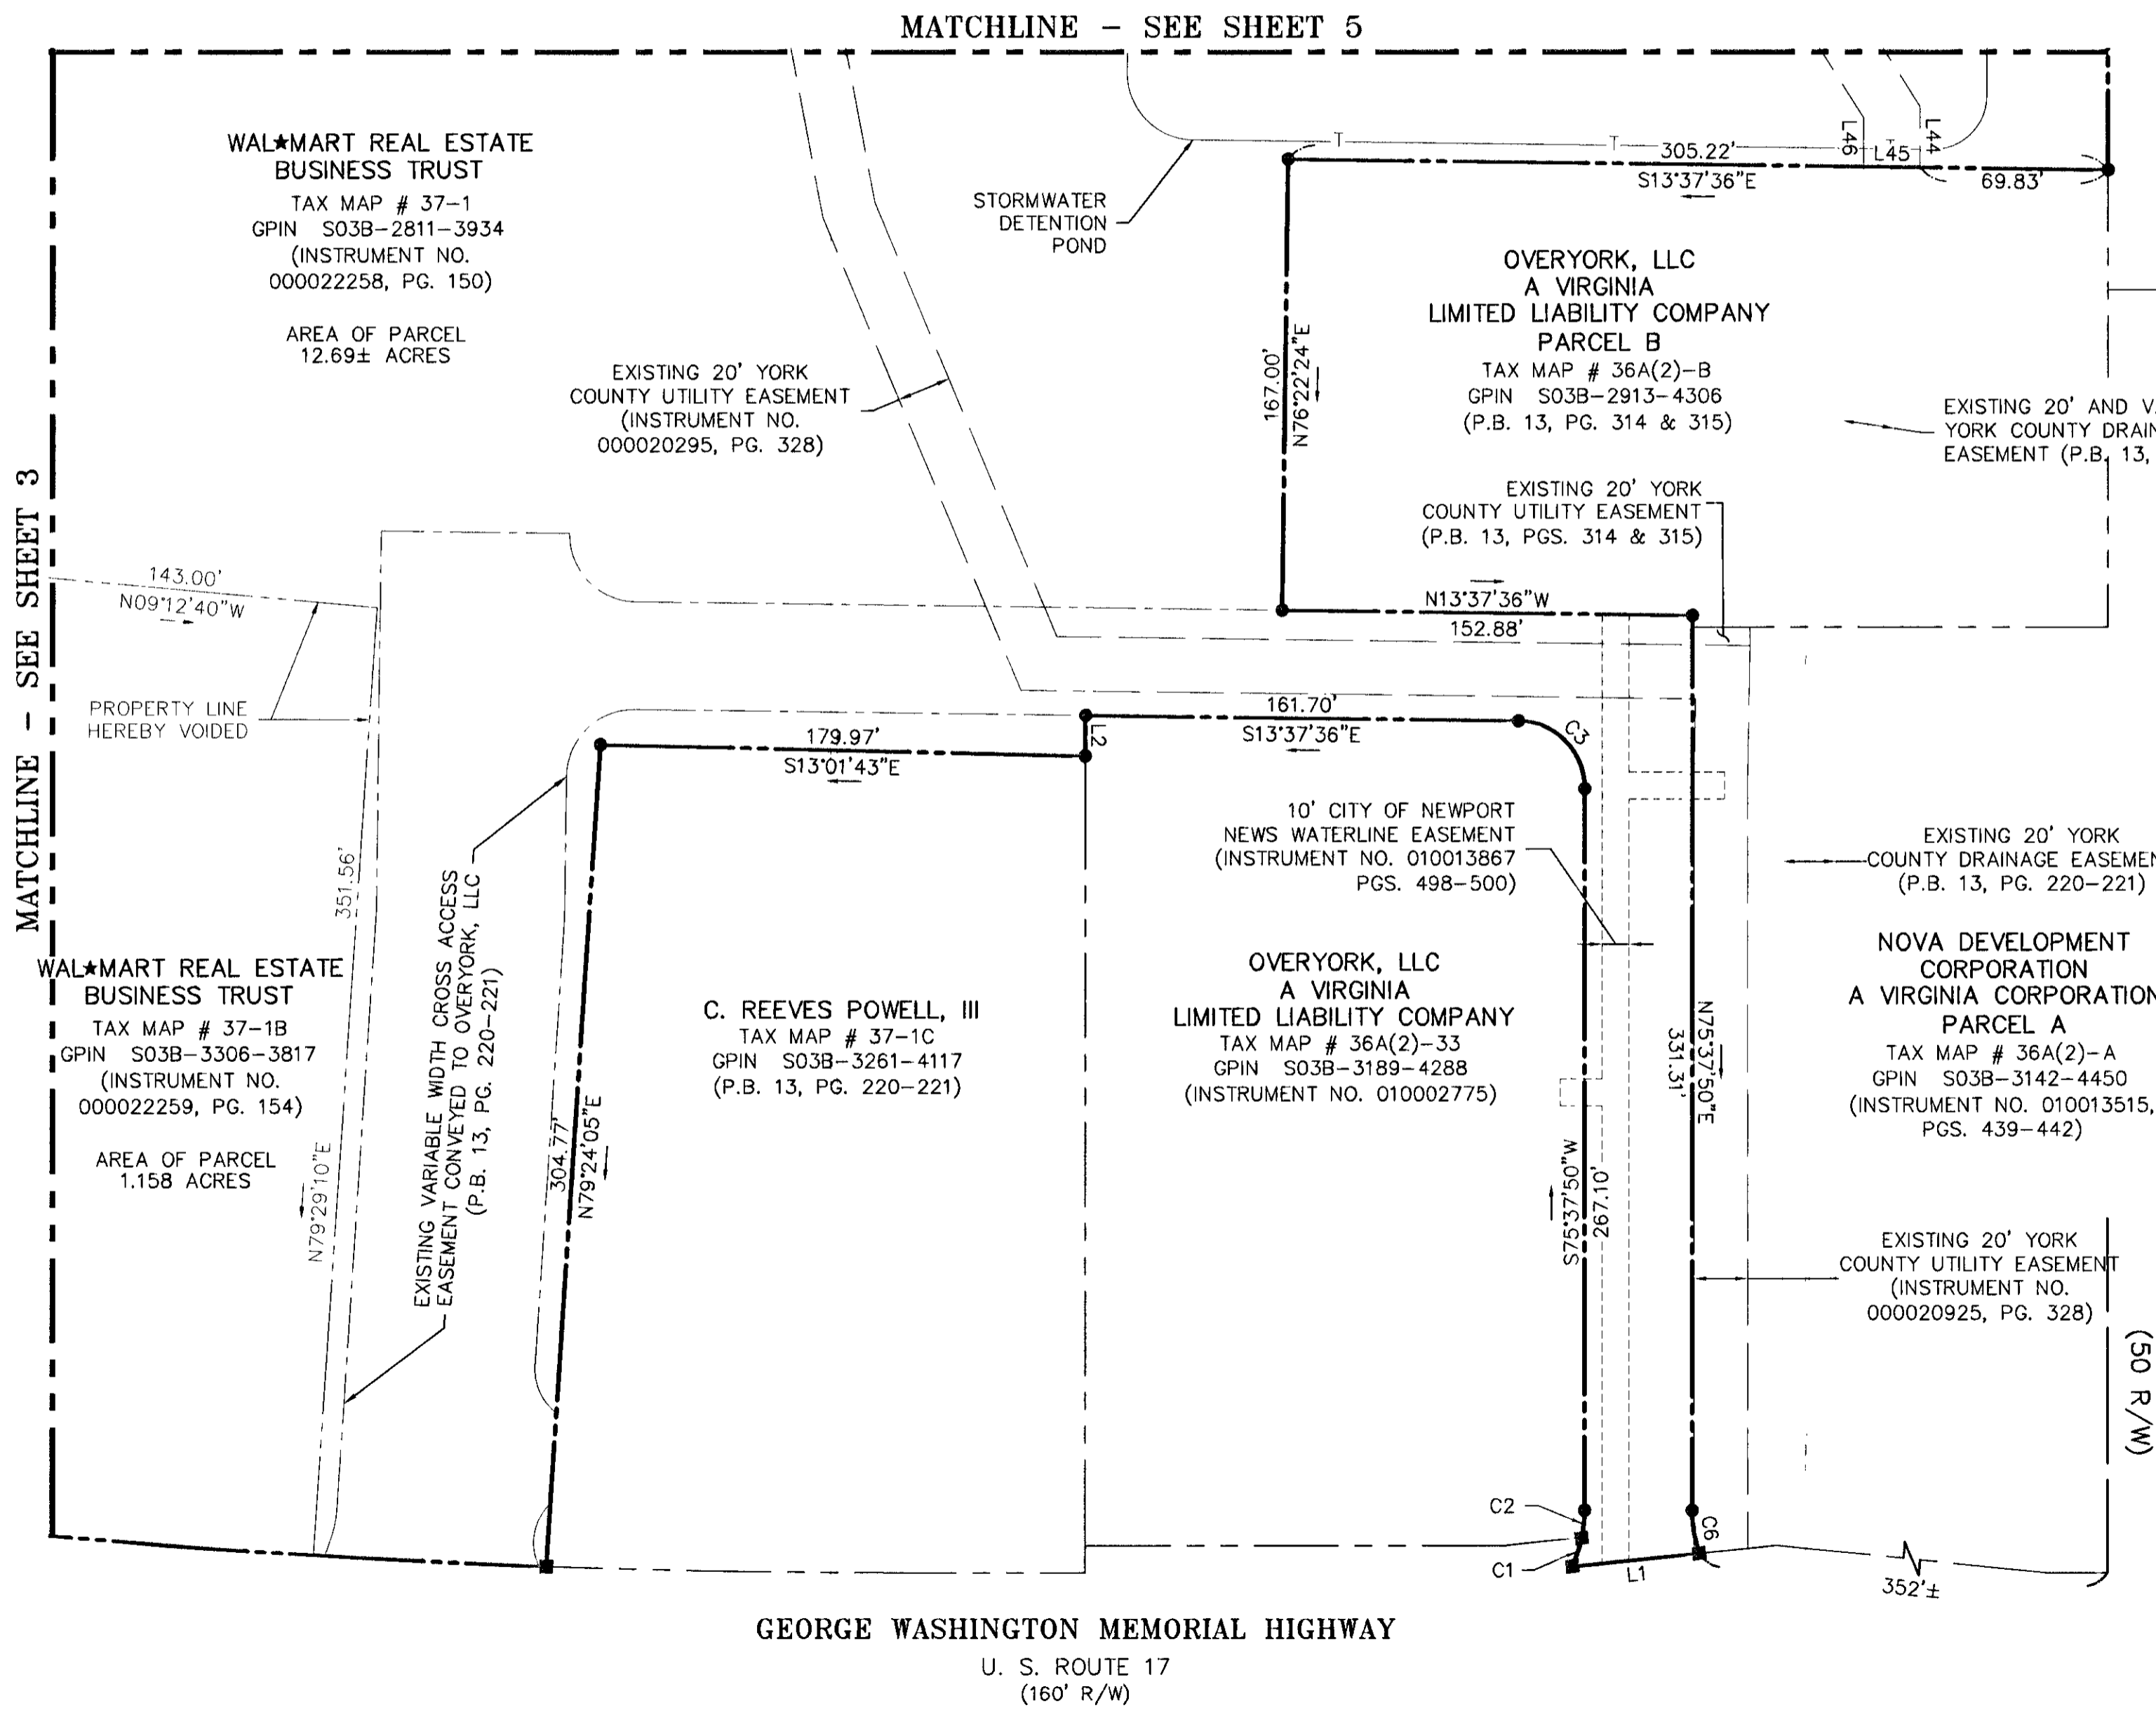 MATCHLINE - SEE SHEET 5
WAL★MART REAL ESTATE
BUSINESS TRUST
TAX MAP # 37-1
GPIN S03B-2811-3934
(INSTRUMENT NO.
000022258, PG. 150)
AREA OF PARCEL
12.69± ACRES
STORMWATER
DETENTION
POND
T
T
305.22'
S13°37'36"E
L46
L45
L44
69.83'
OVERYORK, LLC
A VIRGINIA
LIMITED LIABILITY COMPANY
PARCEL B
TAX MAP # 36A(2)-B
GPIN S03B-2913-4306
(P.B. 13, PG. 314 & 315)
167.00'
N76°22'24"E
EXISTING 20' YORK
COUNTY UTILITY EASEMENT
(INSTRUMENT NO.
000020295, PG. 328)
EXISTING 20' AND
YORK COUNTY
EASEMENT (P.B. 13,
EXISTING 20' YORK
COUNTY UTILITY EASEMENT
(P.B. 13, PGS. 314 & 315)
MATCHLINE - SEE SHEET 3
143.00'
N09°12'40"W
N13°37'36"W
152.88'
PROPERTY LINE
HEREBY VOIDED
179.97'
S13°01'43"E
L2
161.70'
S13°37'36"E
C3
10' CITY OF NEWPORT
NEWS WATERLINE EASEMENT
(INSTRUMENT NO. 010013867
PGS. 498-500)
EXISTING 20' YORK
COUNTY DRAINAGE
(P.B. 13, PG. 220-221)
351.56'
N79°29'10"E
EXISTING VARIABLE WIDTH CROSS ACCESS
EASEMENT CONVEYED TO OVERYORK, LLC
(P.B. 13, PG. 220-221)
WAL★MART REAL ESTATE
BUSINESS TRUST
TAX MAP # 37-1B
GPIN S03B-3306-3817
(INSTRUMENT NO.
000022259, PG. 154)
AREA OF PARCEL
1.158 ACRES
304.77'
N79°24'05"E
C. REEVES POWELL, III
TAX MAP # 37-1C
GPIN S03B-3261-4117
(P.B. 13, PG. 220-221)
OVERYORK, LLC
A VIRGINIA
LIMITED LIABILITY COMPANY
TAX MAP # 36A(2)-33
GPIN S03B-3189-4288
(INSTRUMENT NO. 010002775)
S75°37'50"W
267.10'
N75°37'50"E
331.31'
NOVA DEVELOPMENT
CORPORATION
A VIRGINIA CORPORATION
PARCEL A
TAX MAP # 36A(2)-A
GPIN S03B-3142-4450
(INSTRUMENT NO. 010013515,
PGS. 439-442)
EXISTING 20' YORK
COUNTY UTILITY EASEMENT
(INSTRUMENT NO.
000020925, PG. 328)
(50 R/W)
C2
C1
L1
C6
352'±
GEORGE WASHINGTON MEMORIAL HIGHWAY
U. S. ROUTE 17
(160' R/W)